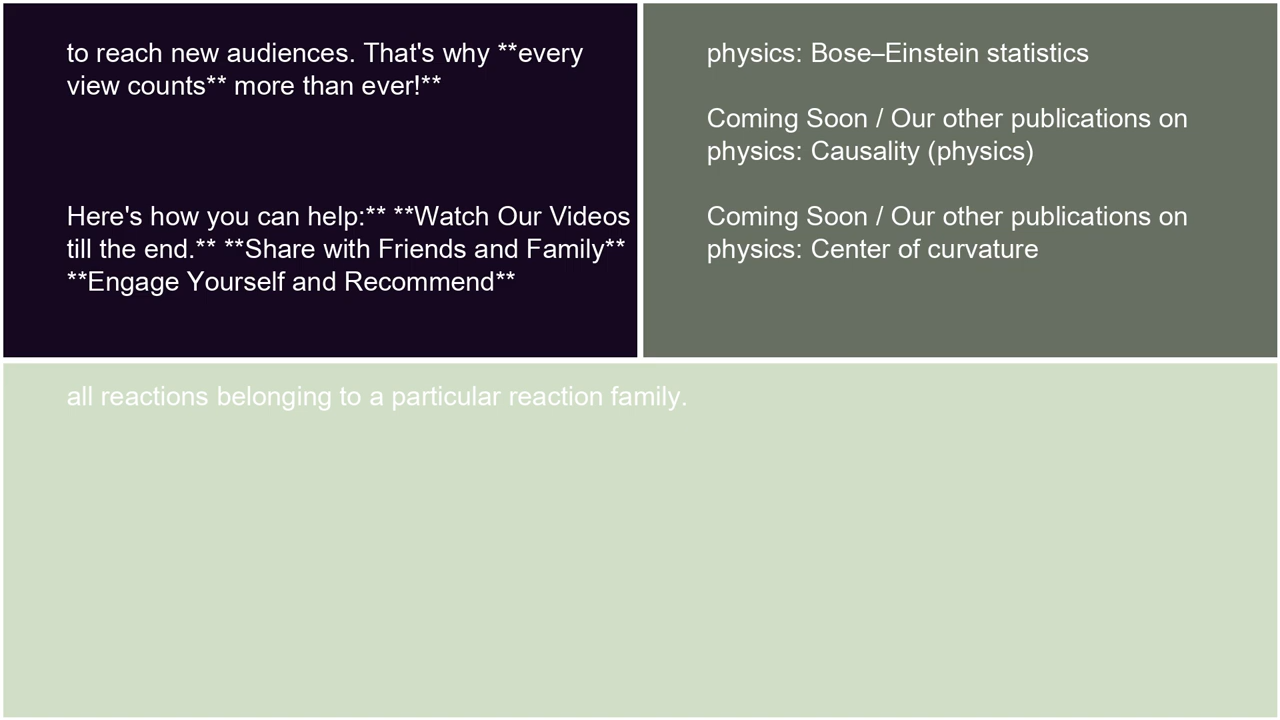 to reach new audiences. That's why **every
view counts** more than ever!**
Here's how you can help:** **Watch Our Videos
till the end.** **Share with Friends and Family**
**Engage Yourself and Recommend**
physics: Bose–Einstein statistics
Coming Soon / Our other publications on
physics: Causality (physics)
Coming Soon / Our other publications on
physics: Center of curvature
all reactions belonging to a particular reaction family.